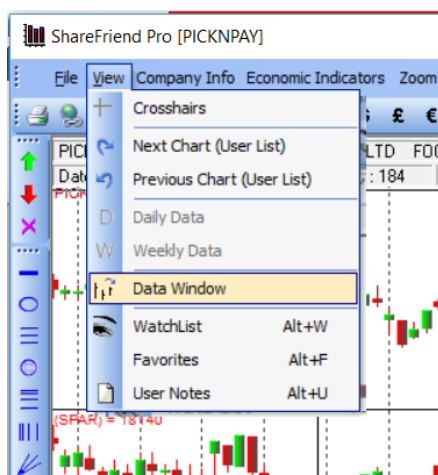 ShareFriend Pro [PICKNPAY]
File View Company Info Economic Indicators Zoom
£ €
Crosshairs
Next Chart (User List)
Previous Chart (User List)
LTD FOO
: 184
D Daily Data
W Weekly Data
Data Window
WatchList Alt+W
Favorites Alt+F
User Notes Alt+U
(SPAR) = 18140